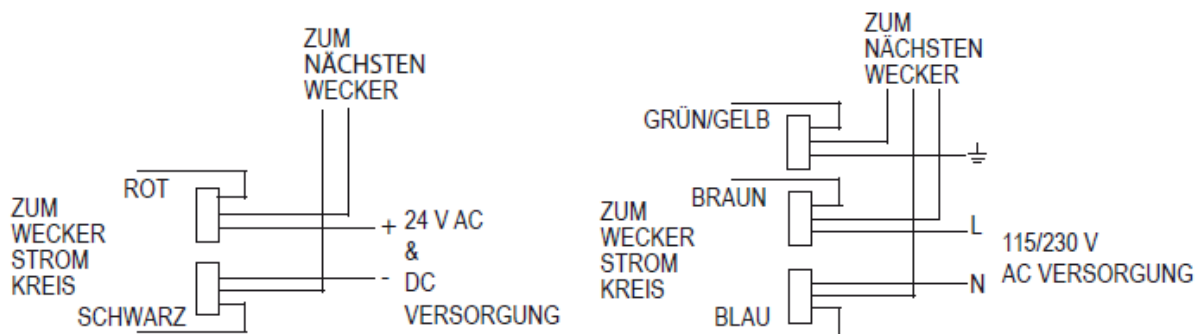 ZUM
NÄCHSTEN
WECKER
ROT
ZUM
WECKER
STROM
KREIS
SCHWARZ
+ 24 V AC
&
- DC
VERSORGUNG
ZUM
NÄCHSTEN
WECKER
GRÜN/GELB
BRAUN
ZUM
WECKER
STROM
KREIS
BLAU
L
N
115/230 V
AC VERSORGUNG